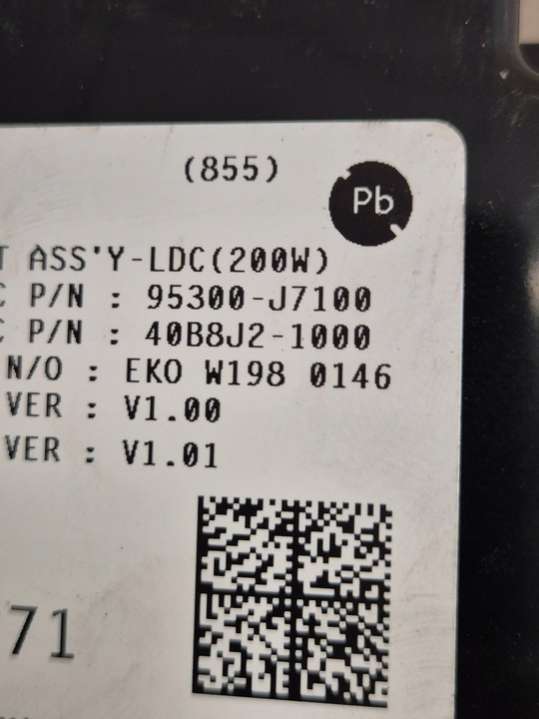 (855)
Pb
T ASS'Y-LDC(200W)
C P/N : 95300-J7100
C P/N : 40B8J2-1000
N/O : EKO W198 0146
VER : V1.00
VER : V1.01
71